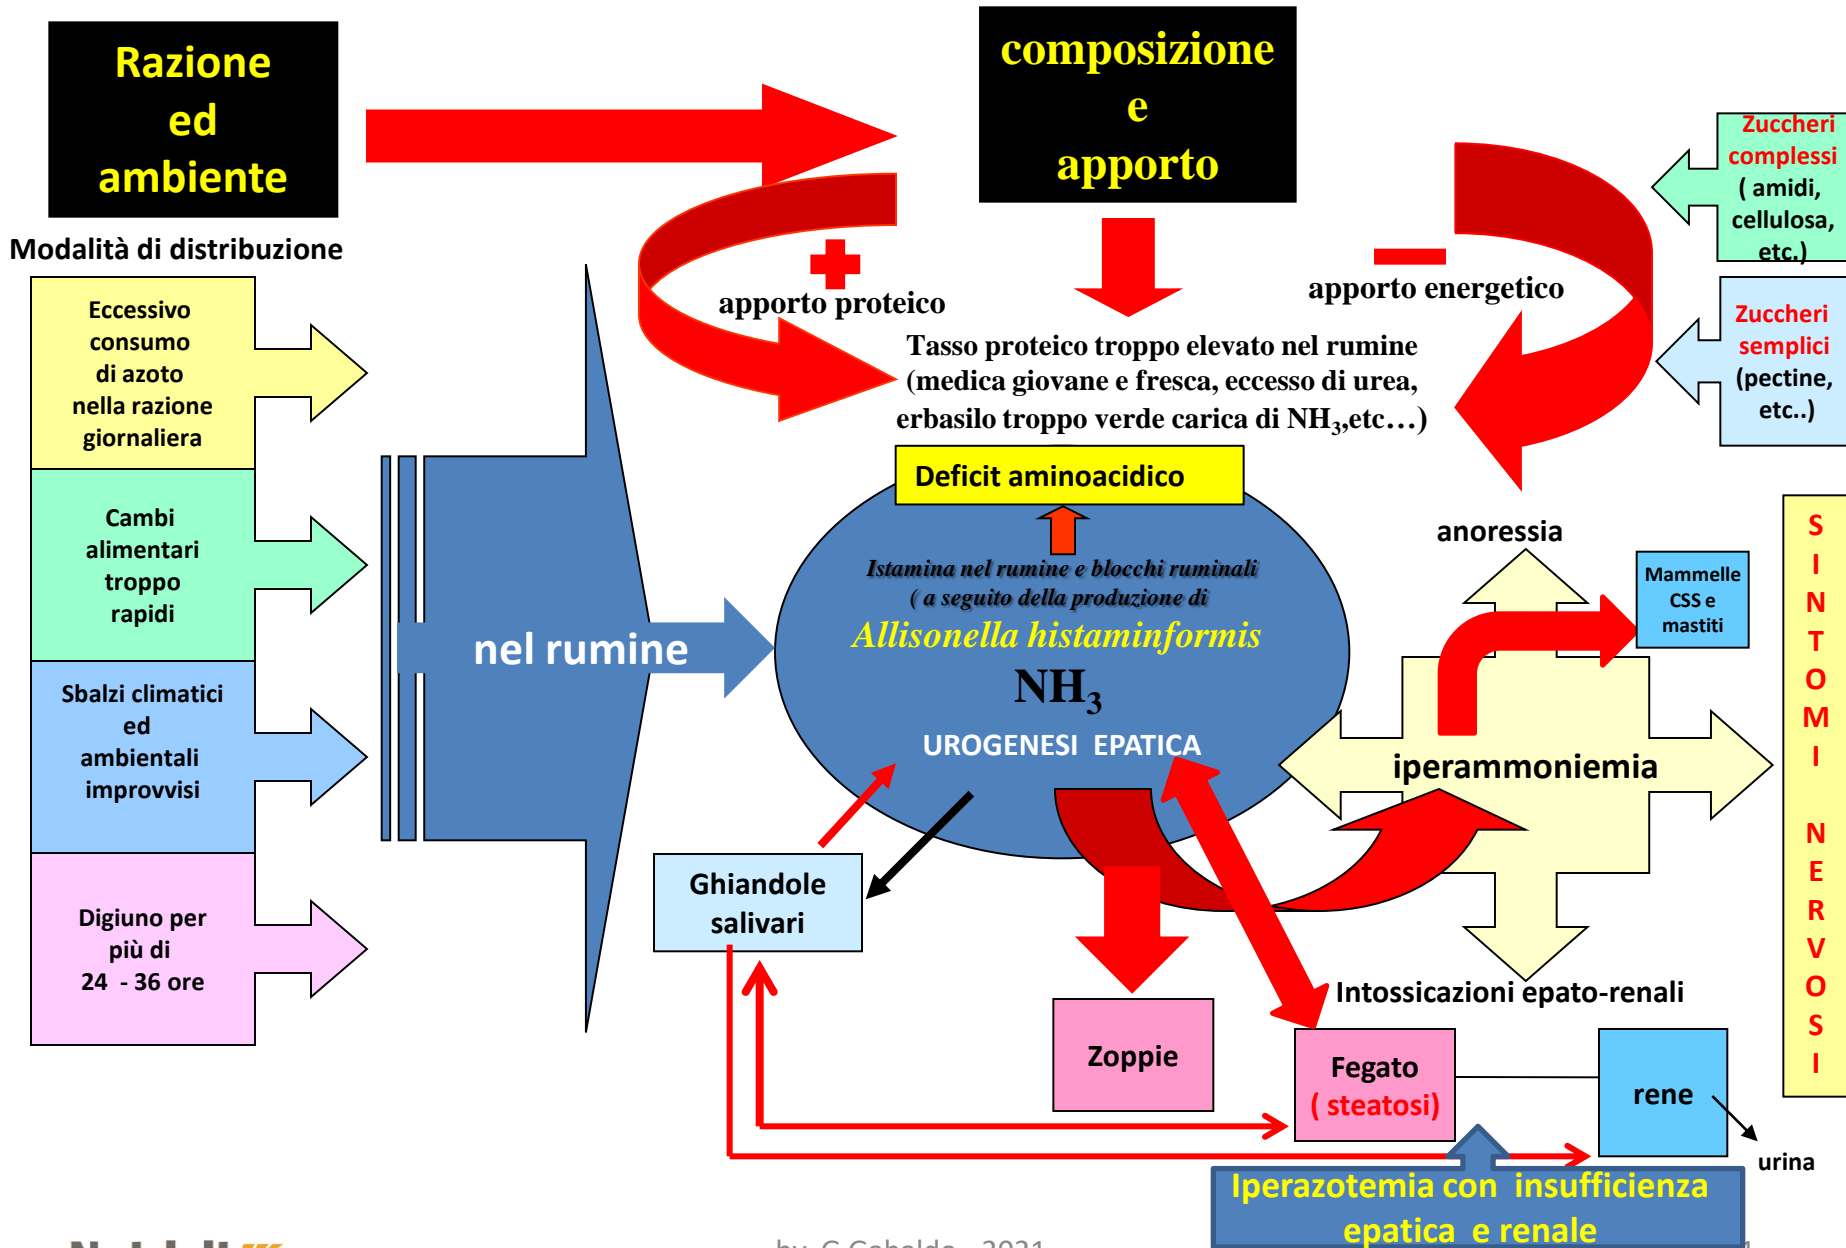 Razione
ed
ambiente
composizione
e
apporto
Zuccheri
complessi
( amidi,
cellulosa,
etc.)
Modalità di distribuzione
apporto proteico
apporto energetico
Zuccheri
semplici
(pectine,
etc..)
Eccessivo
consumo
di azoto
nella razione
giornaliera
Tasso proteico troppo elevato nel rumine
(medica giovane e fresca, eccesso di urea,
erbasilo troppo verde carica di NH3,etc…)
Deficit aminoacidico
Cambi
alimentari
troppo
rapidi
anoressia
Istamina nel rumine e blocchi ruminali
( a seguito della produzione di
Allisonella histaminformis
NH3
UROGENESI EPATICA
Mammelle
CSS e
mastiti
SINTOMI NERVOSI
nel rumine
Sbalzi climatici
ed
ambientali
improvvisi
iperammoniemia
Ghiandole
salivari
Digiuno per
più di
24 - 36 ore
Intossicazioni epato-renali
Zoppie
Fegato
( steatosi)
rene
urina
Iperazotemia con insufficienza
epatica e renale
by G Gabaldo 2021